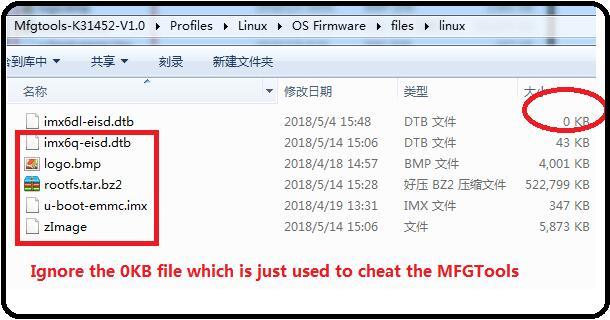 Mfgtools-K31452-V1.0 Profiles Linux OS Firmware files linux
含到库中 共享 刻录 新建文件夹
名称 修改日期 类型 大小
imx6dl-eisd.dtb 2018/5/4 15:48 DTB 文件 0 KB
imx6q-eisd.dtb 2018/5/14 15:06 DTB 文件 43 KB
logo.bmp 2018/4/18 14:57 BMP 文件 4,001 KB
rootfs.tar.bz2 2018/5/14 15:28 好压 BZ2 压缩文件 522,799 KB
u-boot-emmc.imx 2018/4/19 13:31 IMX 文件 347 KB
zImage 2018/5/14 15:06 文件 5,873 KB
Ignore the 0KB file which is just used to cheat the MFGTools